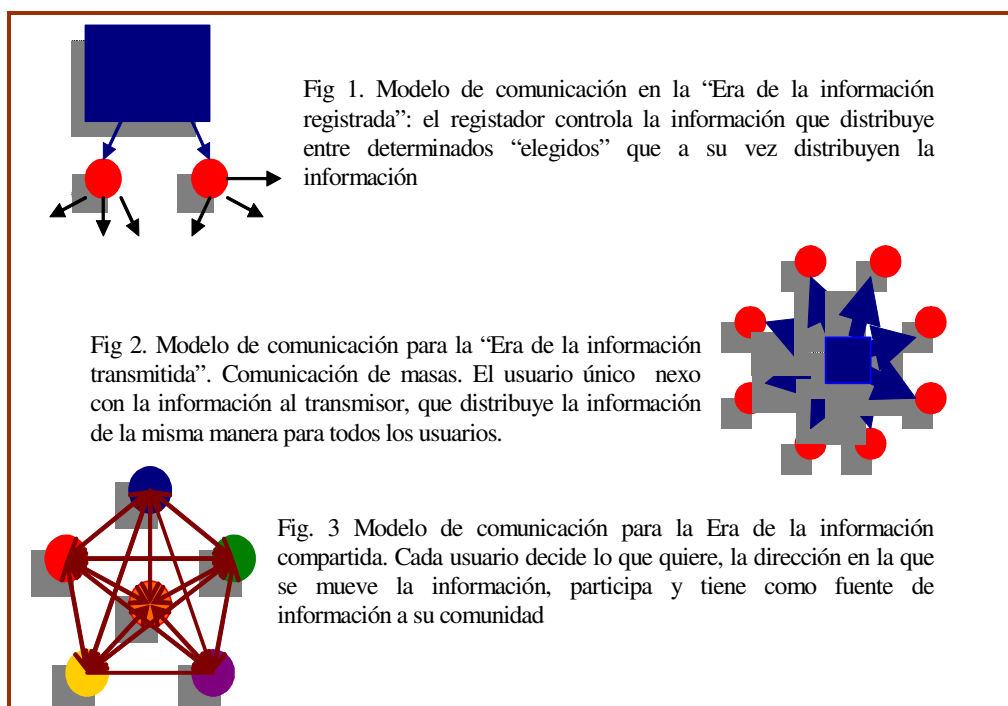 Fig 1. Modelo de comunicación en la “Era de la información
registrada”: el registador controla la información que distribuye
entre determinados “elegidos” que a su vez distribuyen la
información
Fig 2. Modelo de comunicación para la “Era de la información
transmitida”. Comunicación de masas. El usuario único nexo
con la información al transmisor, que distribuye la información
de la misma manera para todos los usuarios.
Fig. 3 Modelo de comunicación para la Era de la información
compartida. Cada usuario decide lo que quiere, la dirección en la que
se mueve la información, participa y tiene como fuente de
información a su comunidad